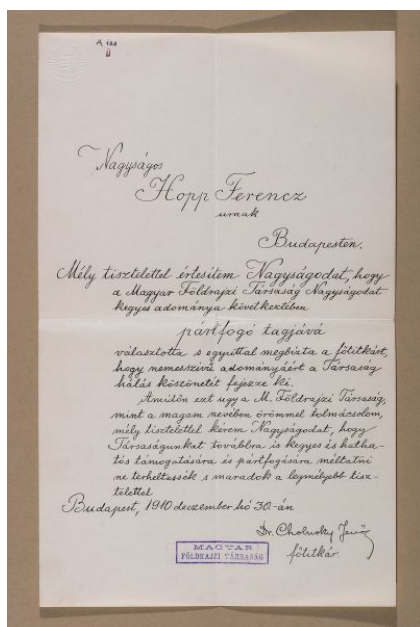 A 122
Nagyságos
Hopp Ferencz
urnak
Budapesten.
Mély tisztelettel értesítem Nagyságodat, hogy
a Magyar Földrajzi Társaság Nagyságodat
kegyes adománya következtében
pártfogó tagjává
választotta s egyuttal megbizta a főtitkárt,
hogy nemesszivü adományáért a Társaság
hálás köszönetét fejezze ki.
Amidőn ezt ugy a M. Földrajzi Társaság,
mint a magam nevében örömmel tolmácsolom,
mély tisztelettel kérem Nagyságodat, hogy
Társaságunkat továbbra is kegyes és hatha-
tós támogatására és pártfogására méltatni
ne terheltessék s maradok a legmélyebb tisz-
telettel
Budapest, 1910 deczember hó 30.-án
Dr. Cholnoky Jenő
főtitkár.
MAGYAR
FÖLDRAJZI TÁRSASÁG